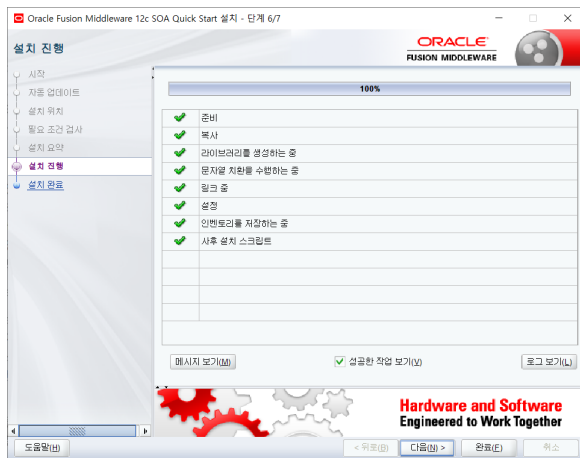 Oracle Fusion Middleware 12c SOA Quick Start 설치 - 단계 6/7
설치 진행
ORACLE
FUSION MIDDLEWARE
시작
자동 업데이트
설치 위치
필요 조건 검사
설치 요약
설치 진행
설치 완료
100%
준비
복사
라이브러리를 생성하는 중
문자열 치환을 수행하는 중
링크 중
설정
인벤토리를 저장하는 중
사후 설치 스크립트
메시지 보기(M)
성공한 작업 보기(V)
로그 보기(L)
Hardware and Software
Engineered to Work Together
도움말(H)
< 뒤로(B)
다음(N) >
완료(F)
취소